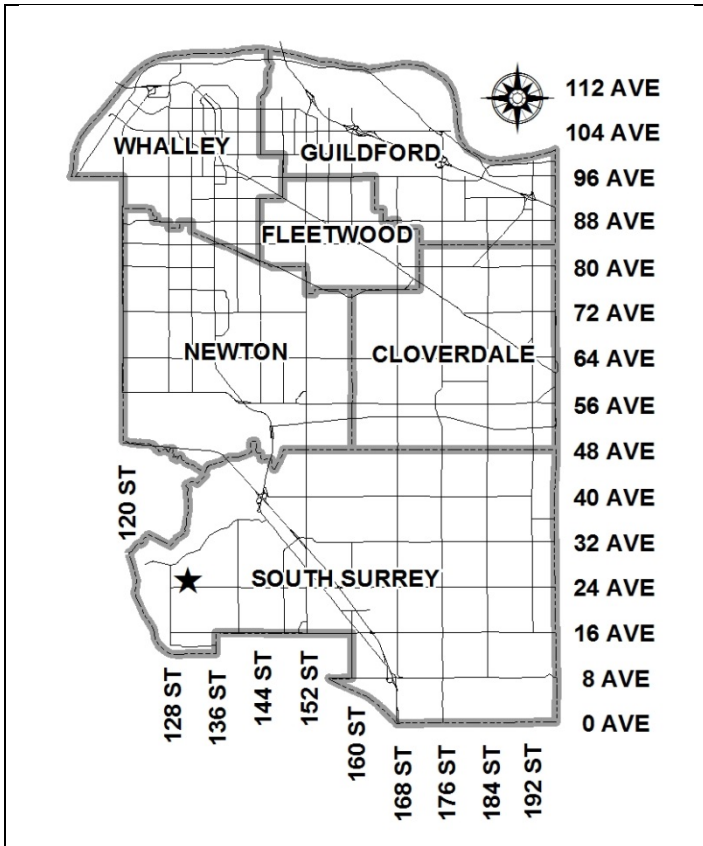 112 AVE
104 AVE
WHALLEY
GUILDFORD
96 AVE
88 AVE
FLEETWOOD
80 AVE
72 AVE
NEWTON
CLOVERDALE
64 AVE
56 AVE
48 AVE
120 ST
40 AVE
32 AVE
SOUTH SURREY
24 AVE
16 AVE
128 ST
136 ST
144 ST
152 ST
160 ST
8 AVE
0 AVE
168 ST
176 ST
184 ST
192 ST